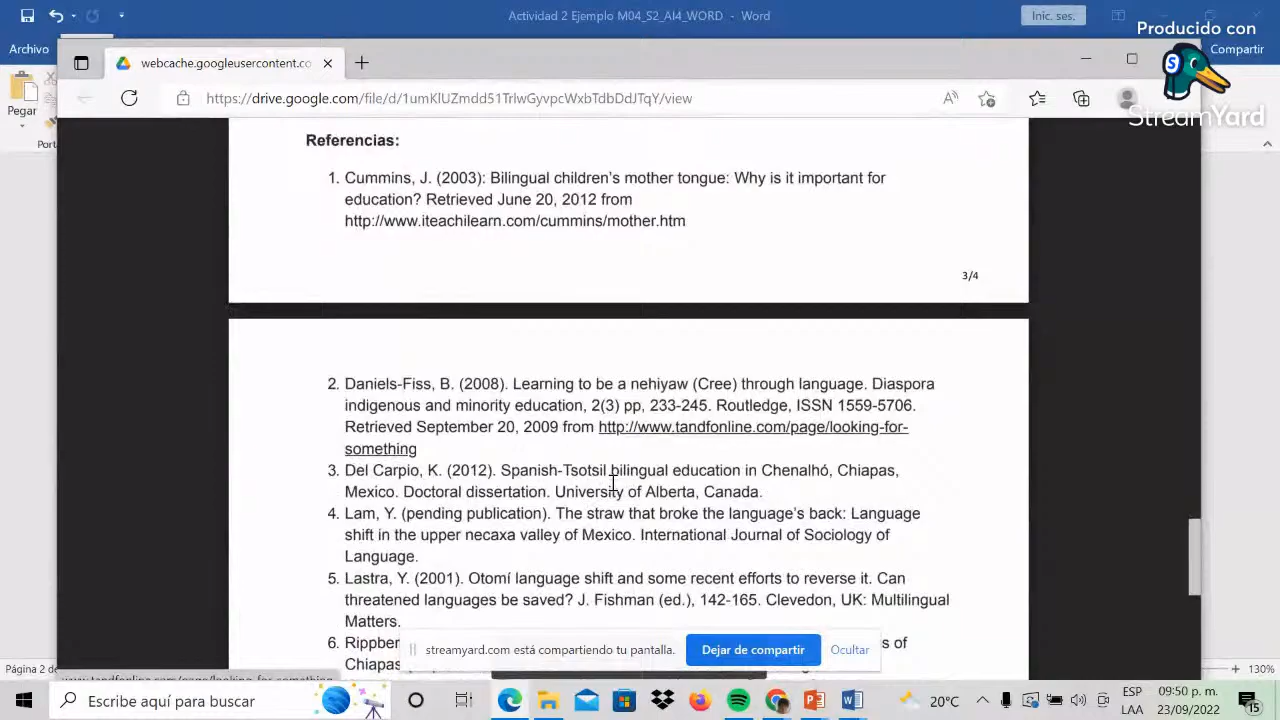 Actividad 2 Ejemplo M04_S2_AI4_WORD - Word
Inic. ses.
Producido con
StreamYard
Archivo
Compartir
webcache.googleusercontent.co
Pegar
https://drive.google.com/file/d/1umKlUZmdd51TrlwGyvpcWxbTdbDdJTqY/view
Porta
Referencias:
1. Cummins, J. (2003): Bilingual children's mother tongue: Why is it important for
education? Retrieved June 20, 2012 from
http://www.iteachilearn.com/cummins/mother.htm
3/4
2. Daniels-Fiss, B. (2008). Learning to be a nehiyaw (Cree) through language. Diaspora
indigenous and minority education, 2(3) pp, 233-245. Routledge, ISSN 1559-5706.
Retrieved September 20, 2009 from http://www.tandfonline.com/page/looking-for-
something
3. Del Carpio, K. (2012). Spanish-Tsotsil bilingual education in Chenalhó, Chiapas,
Mexico. Doctoral dissertation. University of Alberta, Canada.
4. Lam, Y. (pending publication). The straw that broke the language's back: Language
shift in the upper necaxa valley of Mexico. International Journal of Sociology of
Language.
5. Lastra, Y. (2001). Otomí language shift and some recent efforts to reverse it. Can
threatened languages be saved? J. Fishman (ed.), 142-165. Clevedon, UK: Multilingual
Matters.
6. Rippber s of
Chiapas
streamyard.com está compartiendo tu pantalla.
Dejar de compartir
Ocultar
Página 2 de
130%
Escribe aquí para buscar
20°C
ESP
LAA
09:50 p. m.
23/09/2022
15